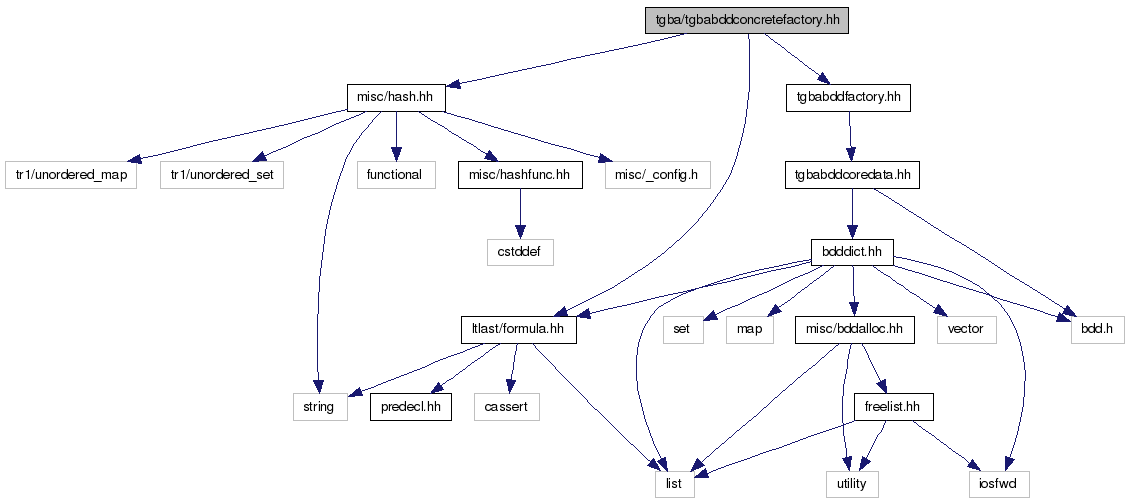 tgba/tgbabddconcretefactory.hh
misc/hash.hh
tgbabddfactory.hh
tr1/unordered_map
tr1/unordered_set
functional
misc/hashfunc.hh
misc/_config.h
tgbabddcoredata.hh
cstddef
bdddict.hh
ltlast/formula.hh
set
map
misc/bddalloc.hh
vector
bdd.h
string
predecl.hh
cassert
freelist.hh
list
utility
iosfwd